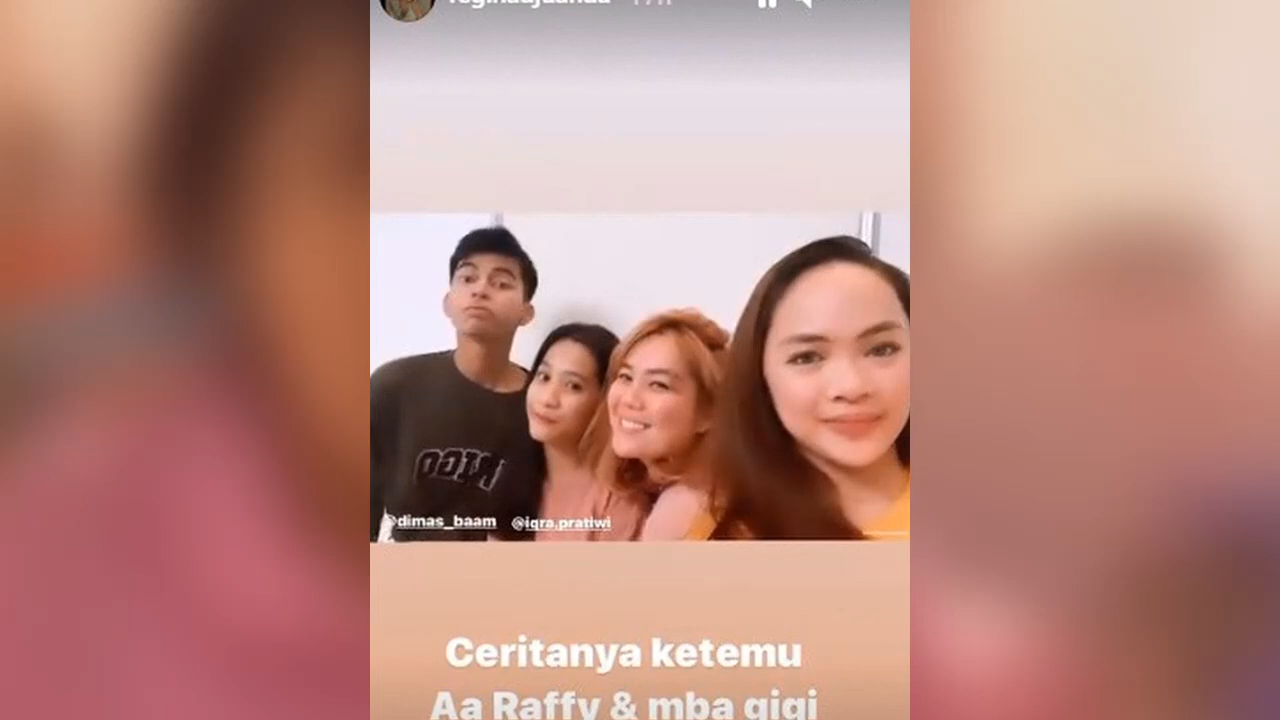 @dimas_baam @iqra.pratiwi
Ceritanya ketemu
Aa Raffy & mba gigi